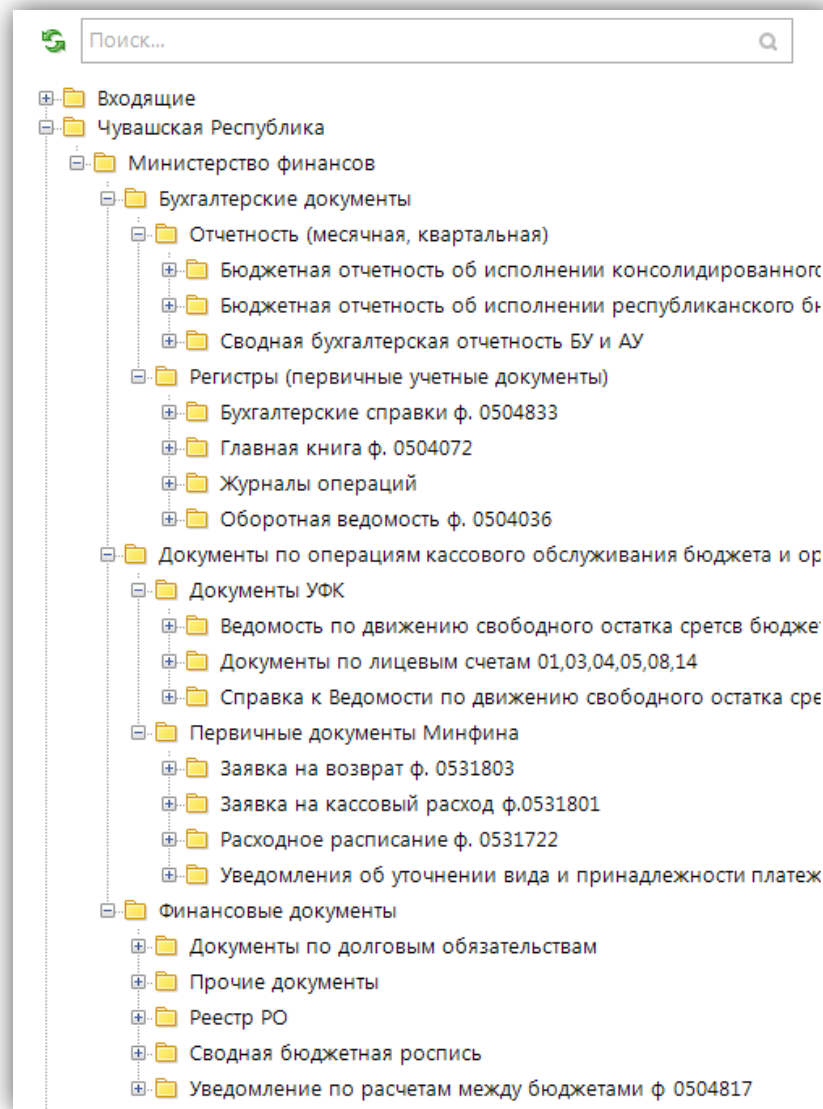 Поиск...
Входящие
Чувашская Республика
Министерство финансов
Бухгалтерские документы
Отчетность (месячная, квартальная)
Бюджетная отчетность об исполнении консолидированного
Бюджетная отчетность об исполнении республиканского
Сводная бухгалтерская отчетность БУ и АУ
Регистры (первичные учетные документы)
Бухгалтерские справки ф. 0504833
Главная книга ф. 0504072
Журналы операций
Оборотная ведомость ф. 0504036
Документы по операциям кассового обслуживания бюджета и ор
Документы УФК
Ведомость по движению свободного остатка сретсв бюдже
Документы по лицевым счетам 01,03,04,05,08,14
Справка к Ведомости по движению свободного остатка сре
Первичные документы Минфина
Заявка на возврат ф. 0531803
Заявка на кассовый расход ф.0531801
Расходное расписание ф. 0531722
Уведомления об уточнении вида и принадлежности платеж
Финансовые документы
Документы по долговым обязательствам
Прочие документы
Реестр РО
Сводная бюджетная роспись
Уведомление по расчетам между бюджетами ф 0504817